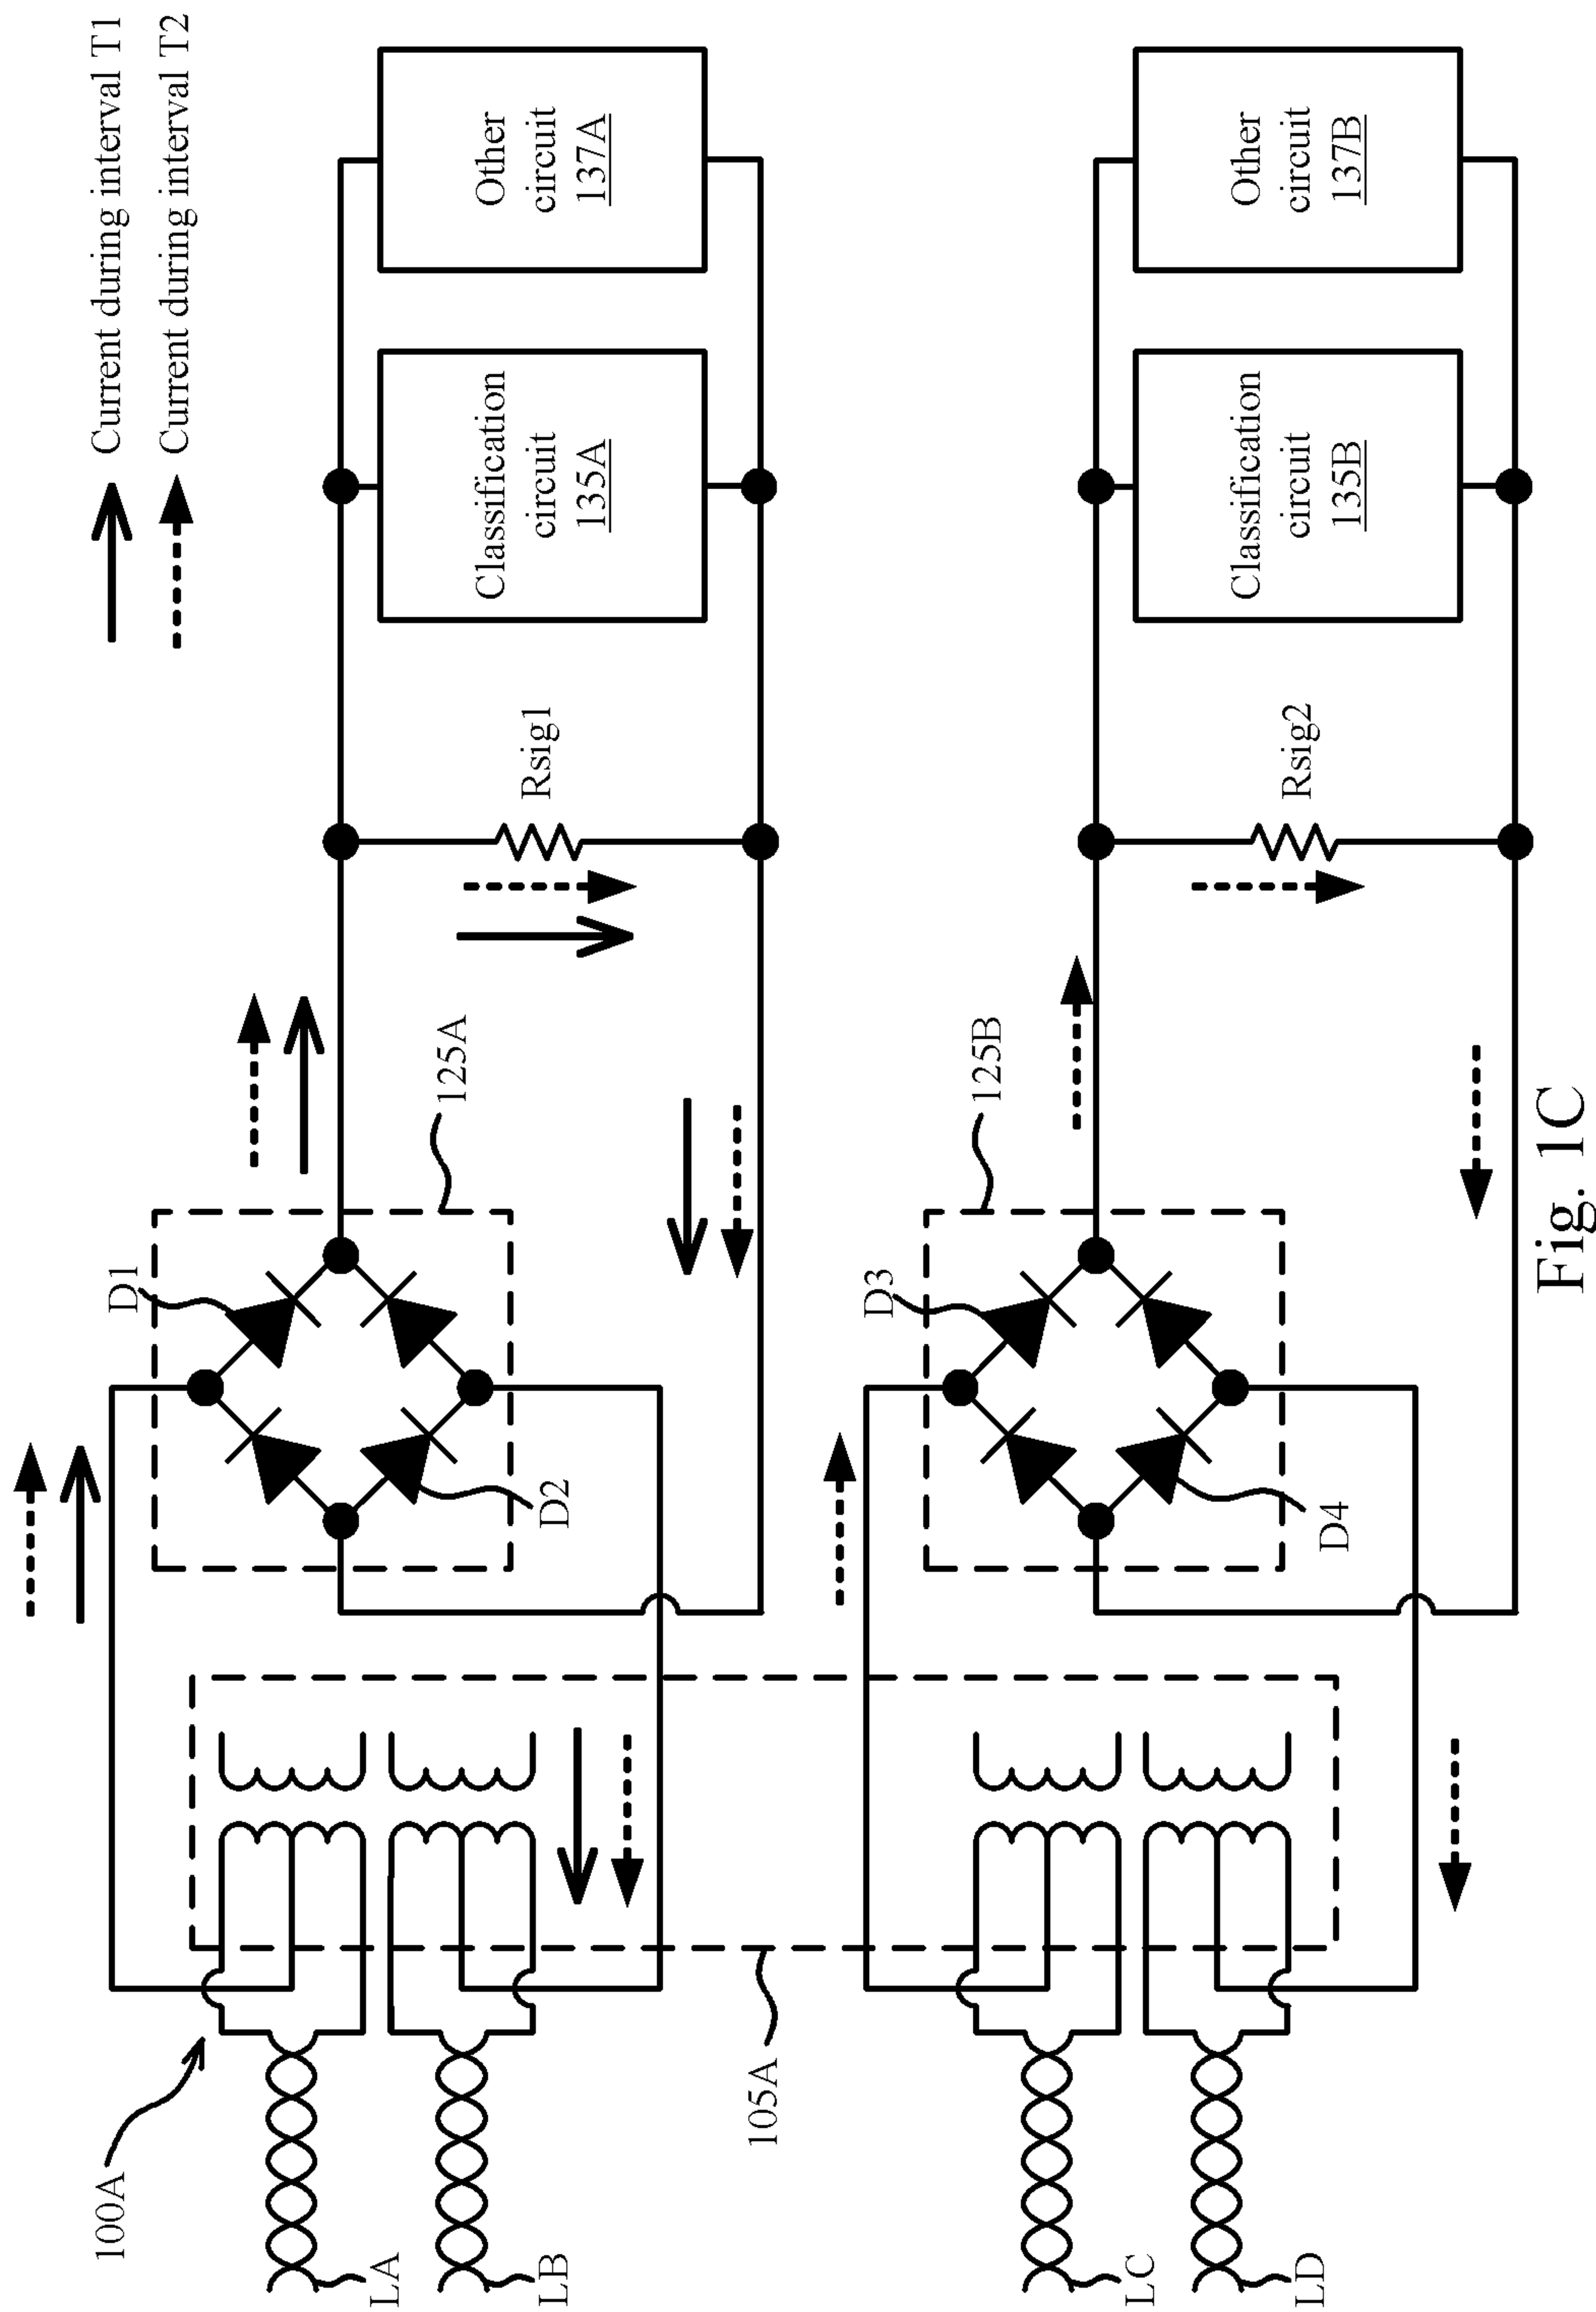 Current during interval T1
Current during interval T2
100A
LA
LB
D1
D2
125A
Rsig1
Classification
circuit
135A
Other
circuit
137A
105A
LC
LD
D3
D4
125B
Rsig2
Classification
circuit
135B
Other
circuit
137B
Fig. 1C